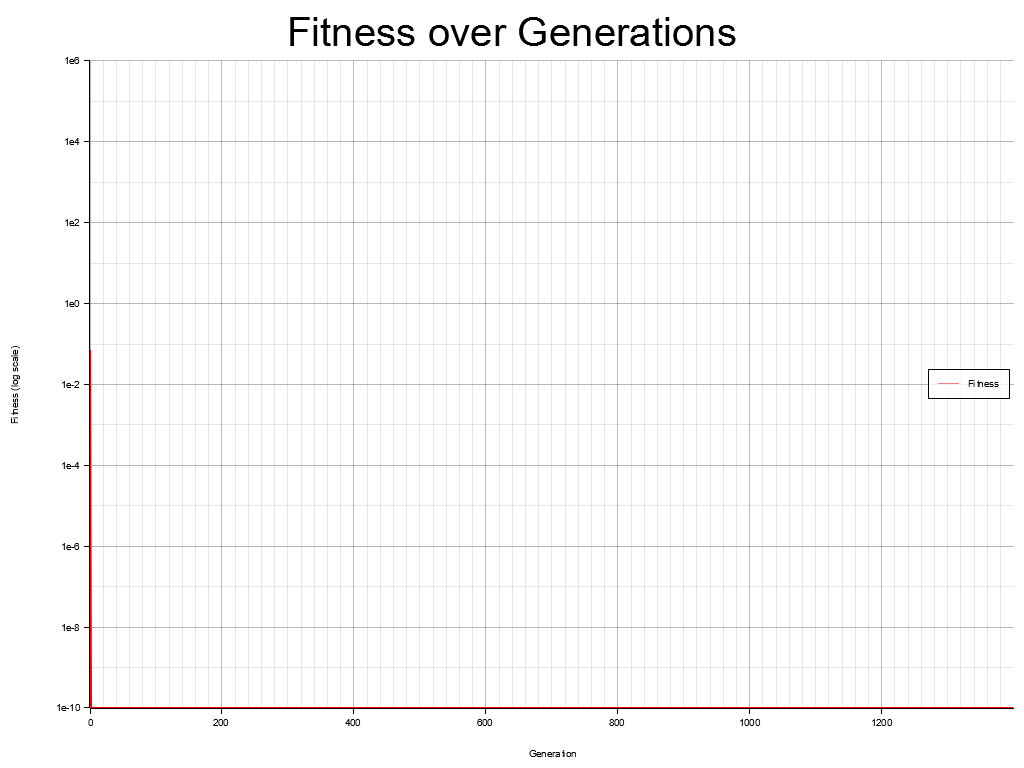 Fitness over Generations
1e6
1e4
1e2
1e0
1e-2
1e-4
1e-6
1e-8
1e-10
Fitness (log scale)
Fitness
0 200 400 600 800 1000 1200
Generation